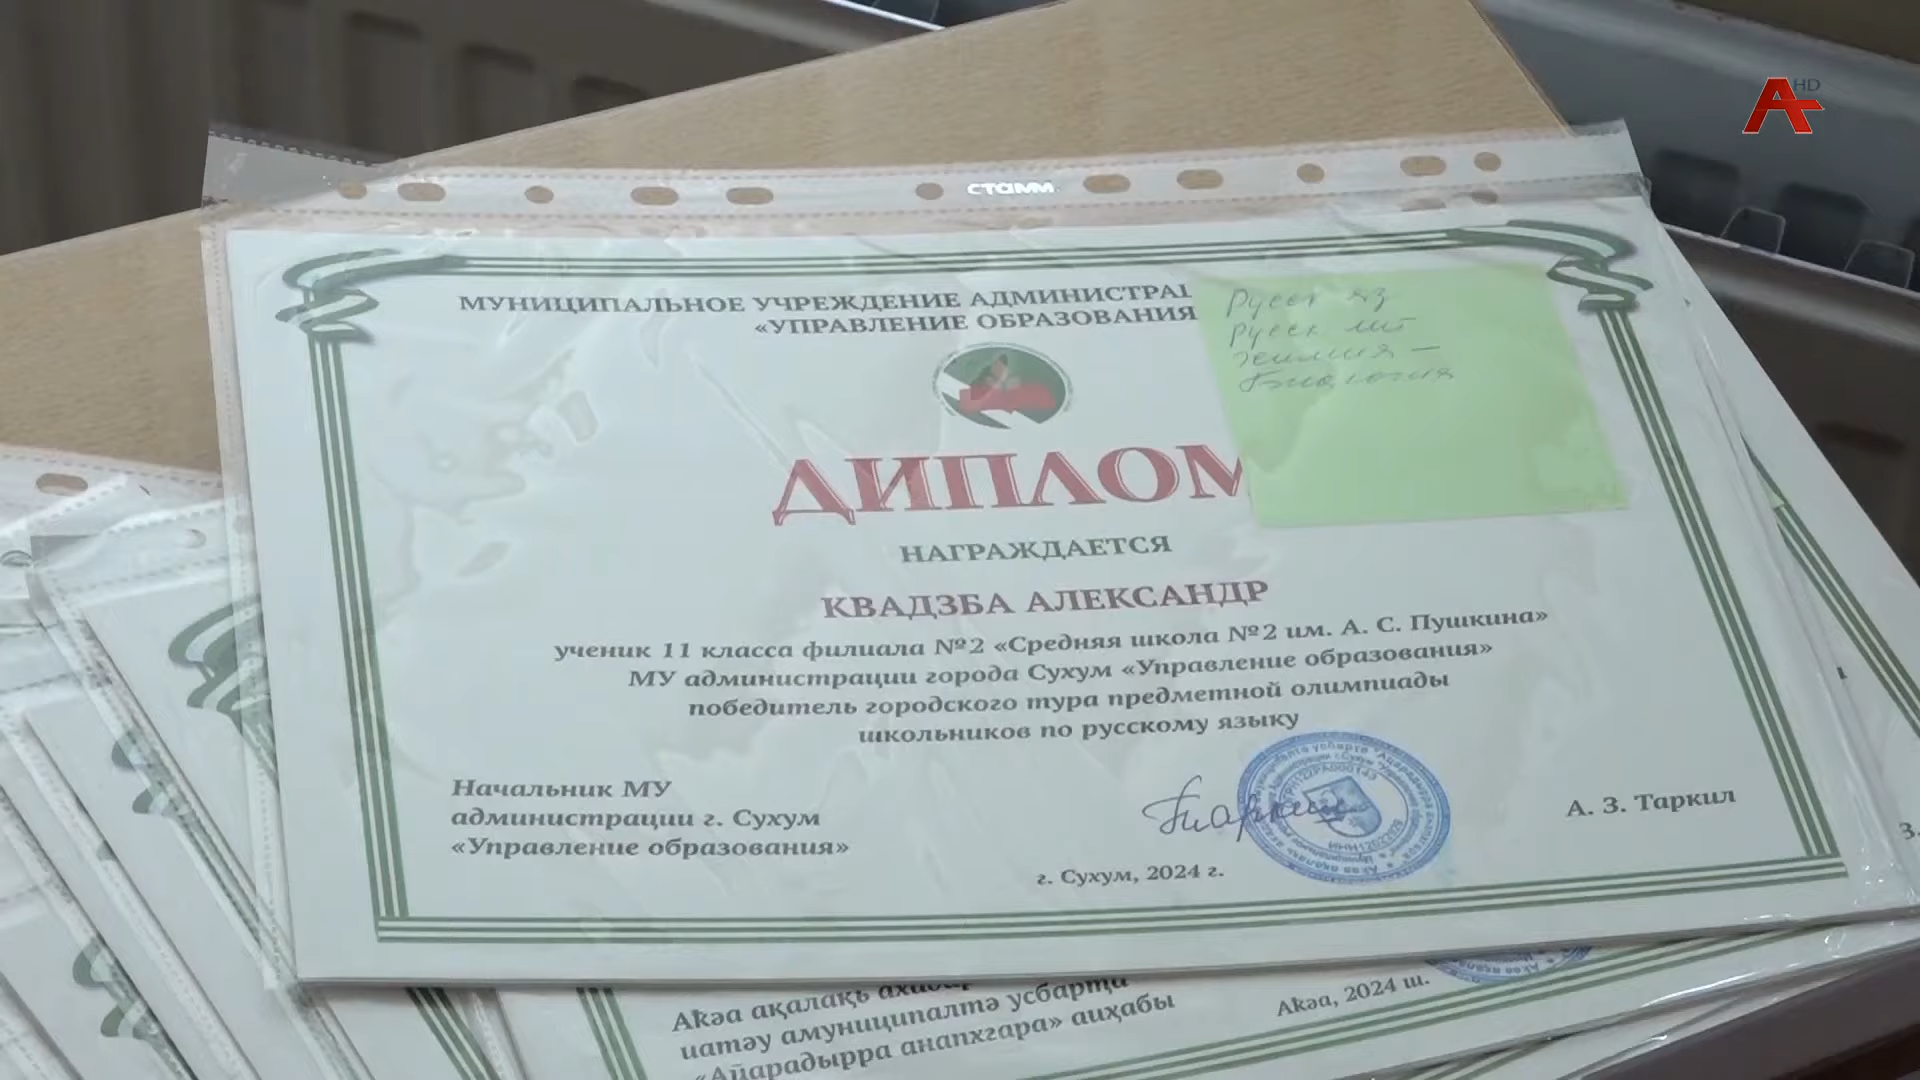 HD
стамм
МУНИЦИПАЛЬНОЕ УЧРЕЖДЕНИЕ АДМИНИСТРАЦ
«УПРАВЛЕНИЕ ОБРАЗОВАНИЯ
Русск яз
русск лит
химия –
Биология
ДИПЛОМ
НАГРАЖДАЕТСЯ
КВАДЗБА АЛЕКСАНДР
ученик 11 класса филиала №2 «Средняя школа №2 им. А. С. Пушкина»
МУ администрации города Сухум «Управление образования»
победитель городского тура предметной олимпиады
школьников по русскому языку
Начальник МУ
администрации г. Сухум
«Управление образования»
А. З. Таркил
г. Сухум, 2024 г.
Аҟәа ақалақь
иатәу амуниципалтә усбарҭа
«Аҵарадырра анапхгара» аиҳабы
Аҟәа, 2024 ш.